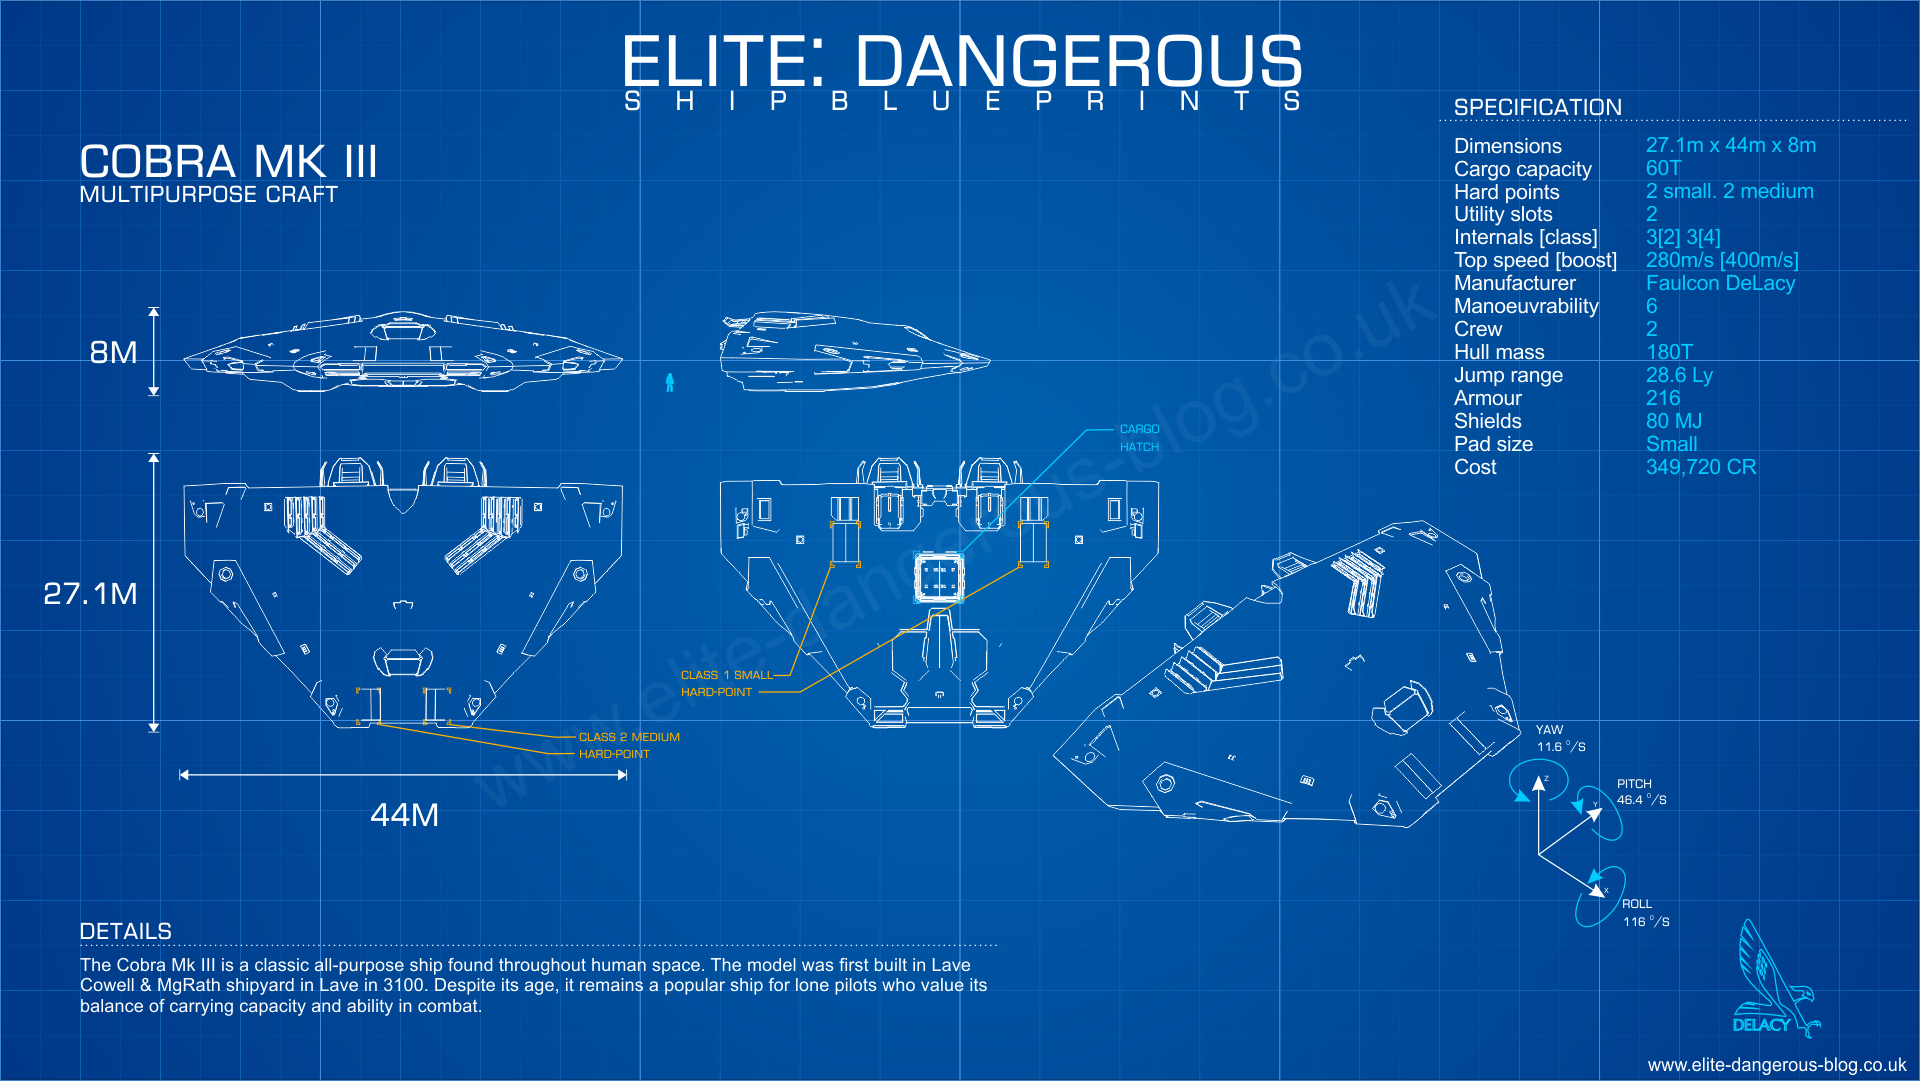 ELITE: DANGEROUS
SHIP BLUEPRINTS
COBRA MK III
MULTIPURPOSE CRAFT
SPECIFICATION
Dimensions 27.1m x 44m x 8m
Cargo capacity 60T
Hard points 2 small. 2 medium
Utility slots 2
Internals [class] 3[2] 3[4]
Top speed [boost] 280m/s [400m/s]
Manufacturer Faulcon DeLacy
Manoeuvrability 6
Crew 2
Hull mass 180T
Jump range 28.6 Ly
Armour 216
Shields 80 MJ
Pad size Small
Cost 349,720 CR
8M
27.1M
44M
CARGO
HATCH
CLASS 1 SMALL
HARD-POINT
CLASS 2 MEDIUM
HARD-POINT
www.elite-dangerous-blog.co.uk
YAW
11.6 °/S
Z
PITCH
46.4 °/S
Y
X
ROLL
116 °/S
DETAILS
The Cobra Mk III is a classic all-purpose ship found throughout human space. The model was first built in Lave
Cowell & MgRath shipyard in Lave in 3100. Despite its age, it remains a popular ship for lone pilots who value its
balance of carrying capacity and ability in combat.
DELACY
www.elite-dangerous-blog.co.uk